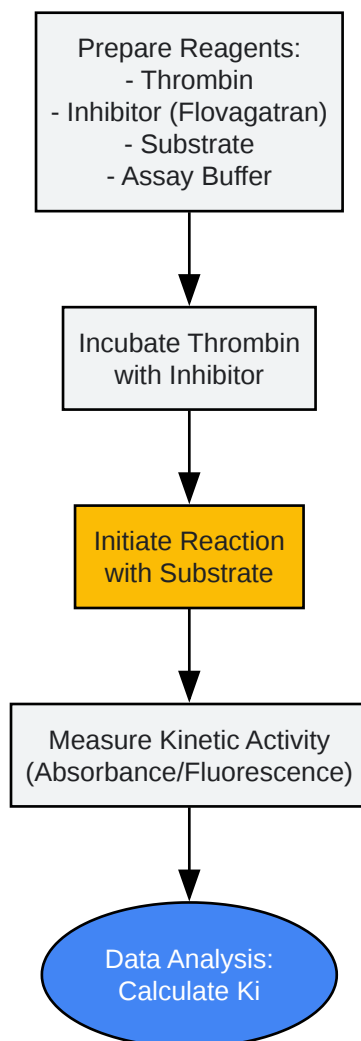 Prepare Reagents:
- Thrombin
- Inhibitor (Flovagatran)
- Substrate
- Assay Buffer
Incubate Thrombin
with Inhibitor
Initiate Reaction
with Substrate
Measure Kinetic Activity
(Absorbance/Fluorescence)
Data Analysis:
Calculate Ki